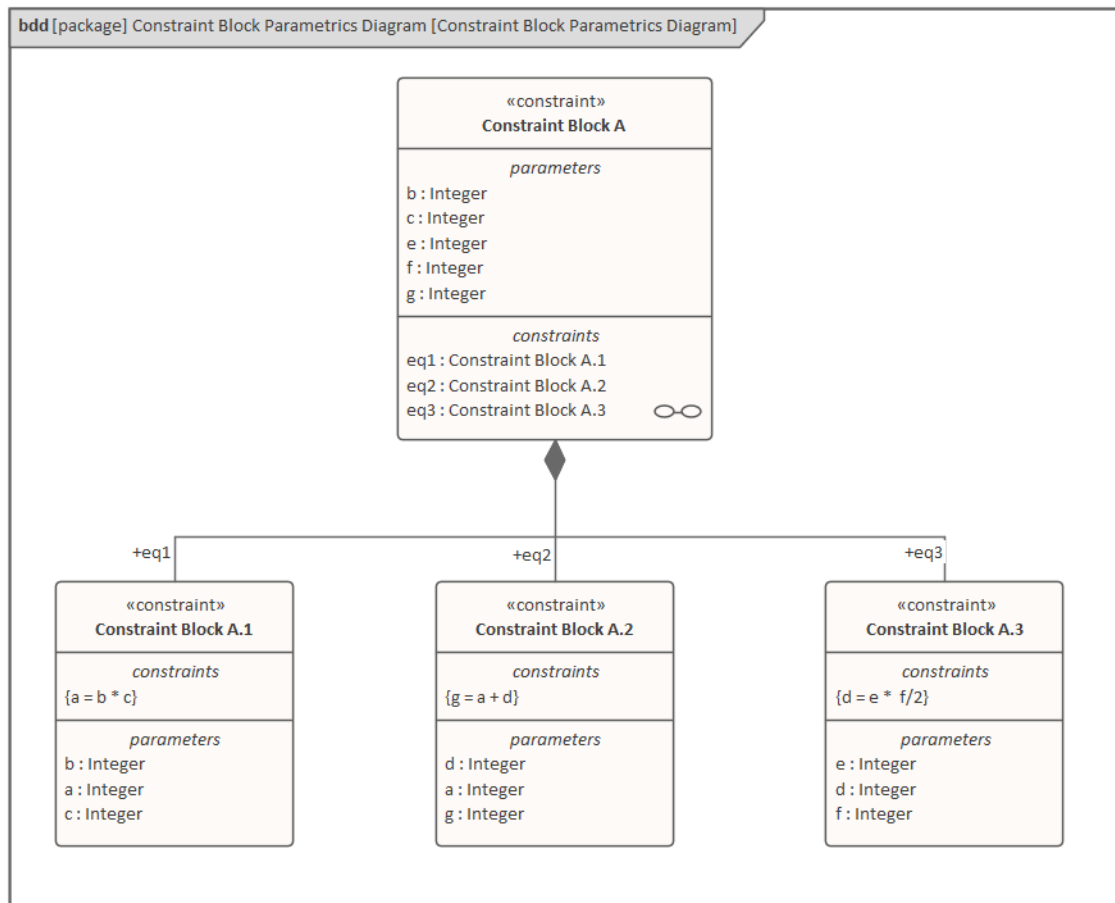 bdd [package] Constraint Block Parametrics Diagram [Constraint Block Parametrics Diagram]
«constraint»
Constraint Block A
parameters
b : Integer
c : Integer
e : Integer
f : Integer
g : Integer
constraints
eq1 : Constraint Block A.1
eq2 : Constraint Block A.2
eq3 : Constraint Block A.3
+eq1
+eq2
+eq3
«constraint»
Constraint Block A.1
constraints
{a = b * c}
parameters
b : Integer
a : Integer
c : Integer
«constraint»
Constraint Block A.2
constraints
{g = a + d}
parameters
d : Integer
a : Integer
g : Integer
«constraint»
Constraint Block A.3
constraints
{d = e * f/2}
parameters
e : Integer
d : Integer
f : Integer